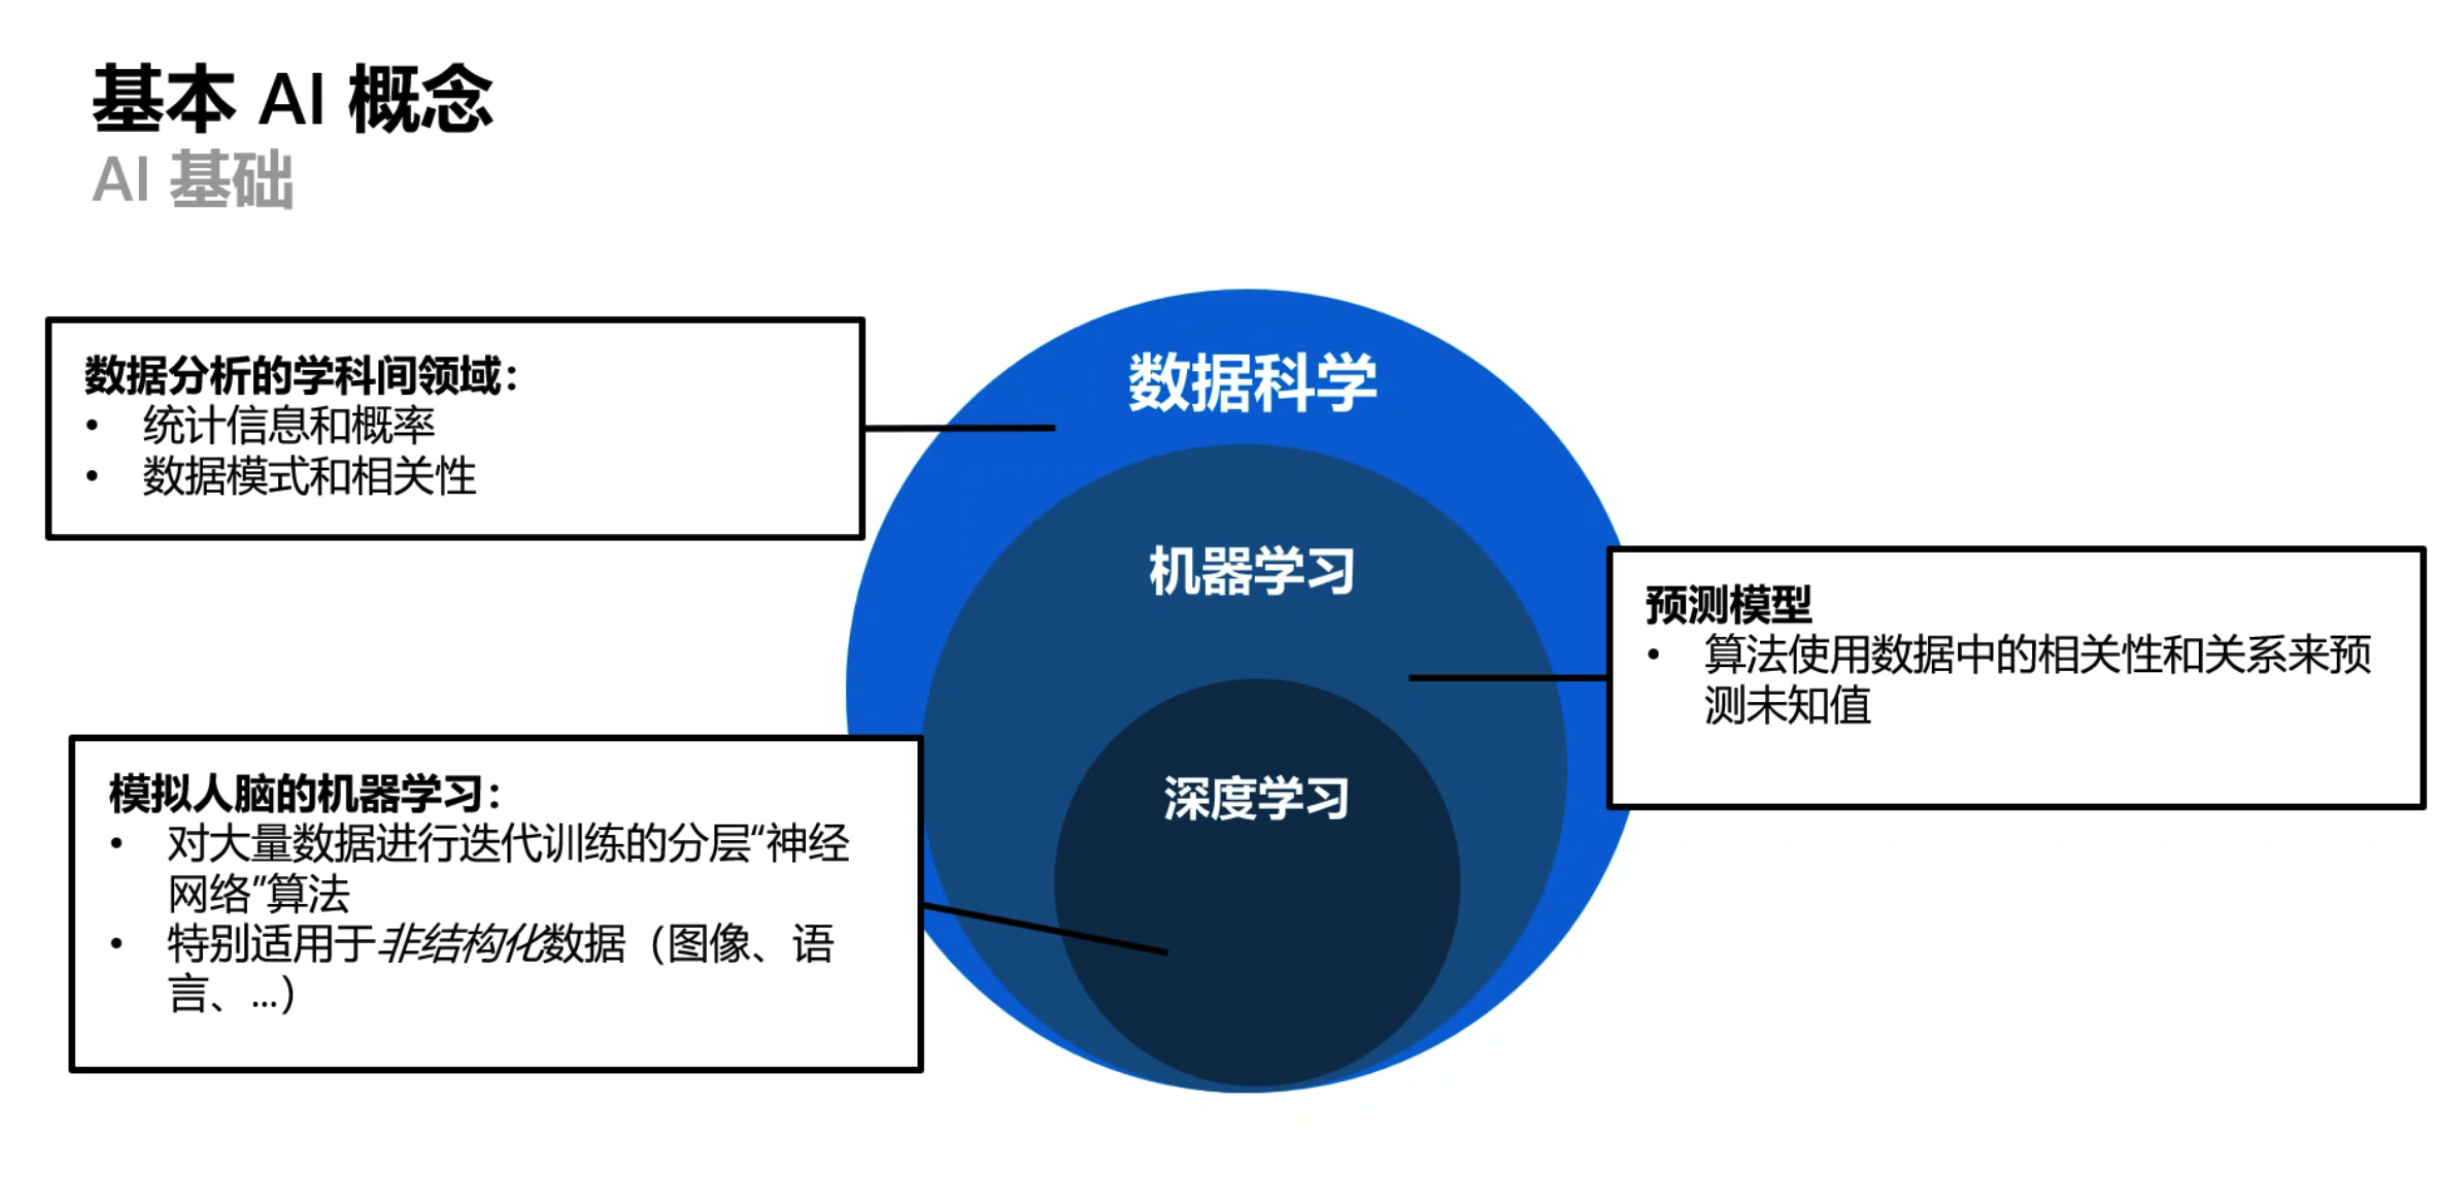 基本 AI 概念
AI 基础
数据分析的学科间领域：
• 统计信息和概率
• 数据模式和相关性
数据科学
机器学习
深度学习
预测模型
• 算法使用数据中的相关性和关系来预
测未知值
模拟人脑的机器学习：
• 对大量数据进行迭代训练的分层“神经
网络”算法
• 特别适用于非结构化数据（图像、语
言、...）